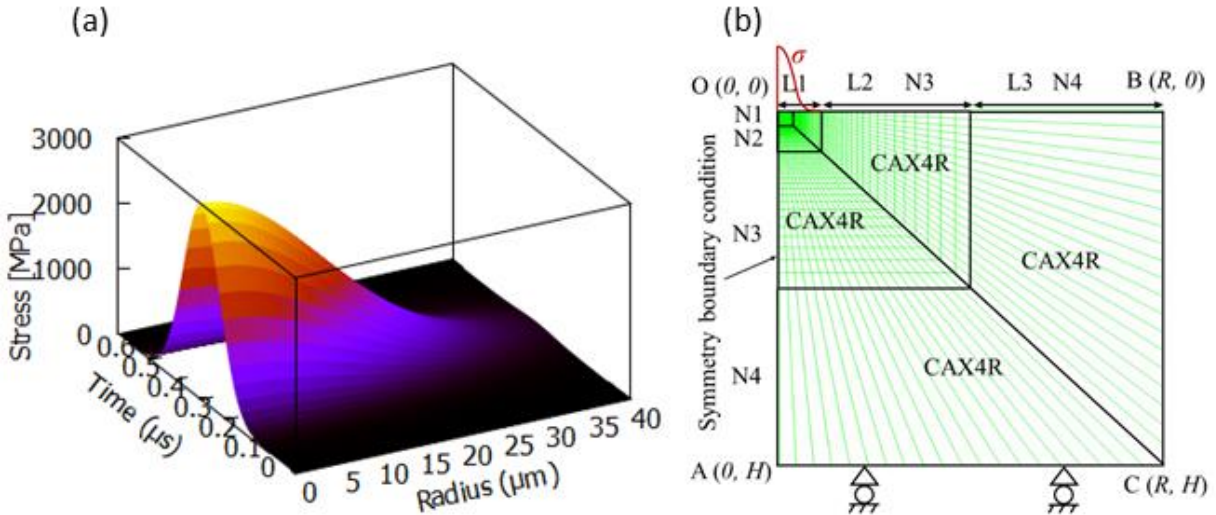 (a)
3000
2000
1000
0
Stress [MPa]
0.6
0.5
0.4
0.3
0.2
0.1
0
Time (μs)
0 5 10 15 20 25 30 35 40
Radius (μm)
(b)
σ
O (0, 0) L1 L2 N3 L3 N4 B (R, 0)
N1
N2
N3
N4
Symmetry boundary condition
CAX4R
CAX4R
CAX4R
CAX4R
A (0, H)
C (R, H)